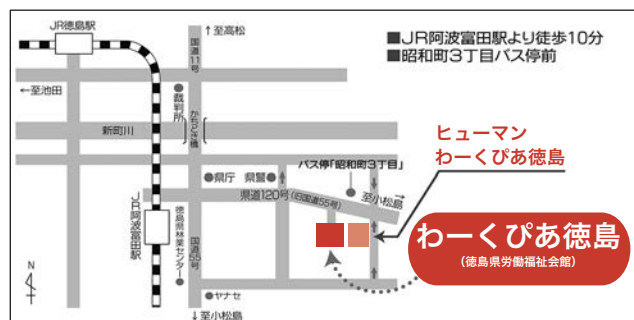 JR徳島駅
↑至高松
国道11号
■JR阿波富田駅より徒歩10分
■昭和町3丁目バス停前
←至池田
裁判所
新町川
かちどき橋
ヒューマン
わーくぴあ徳島
バス停「昭和町3丁目」
県庁
県警
県道120号(旧国道55号)
至小松島→
JR阿波富田駅
徳島県林業センター
国道55号
わーくぴあ徳島
(徳島県労働福祉会館)
N
ヤナセ
↓至小松島